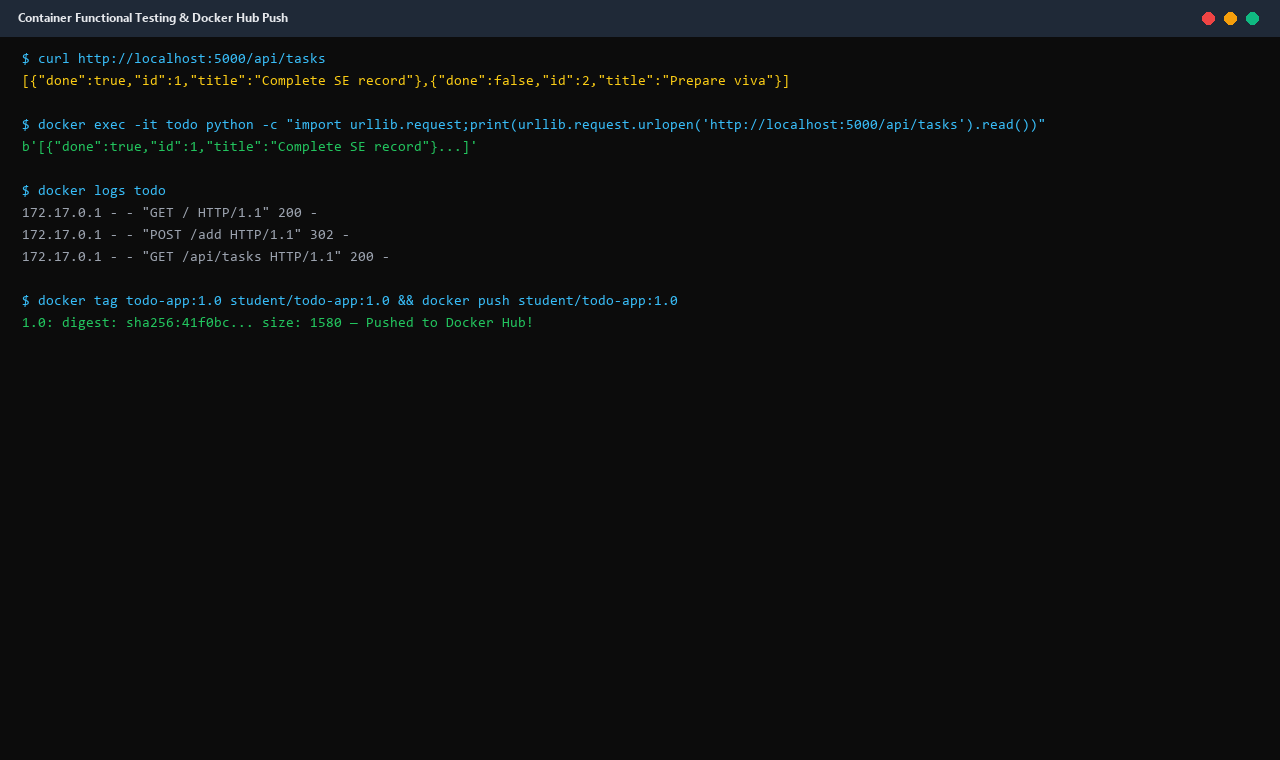 Container Functional Testing & Docker Hub Push
$ curl http://localhost:5000/api/tasks
[{"done":true,"id":1,"title":"Complete SE record"},{"done":false,"id":2,"title":"Prepare viva"}]
$ docker exec -it todo python -c "import urllib.request;print(urllib.request.urlopen('http://localhost:5000/api/tasks').read())"
b'[{"done":true,"id":1,"title":"Complete SE record"}...]'
$ docker logs todo
172.17.0.1 - - "GET / HTTP/1.1" 200 -
172.17.0.1 - - "POST /add HTTP/1.1" 302 -
172.17.0.1 - - "GET /api/tasks HTTP/1.1" 200 -
$ docker tag todo-app:1.0 student/todo-app:1.0 && docker push student/todo-app:1.0
1.0: digest: sha256:41f0bc... size: 1580 — Pushed to Docker Hub!